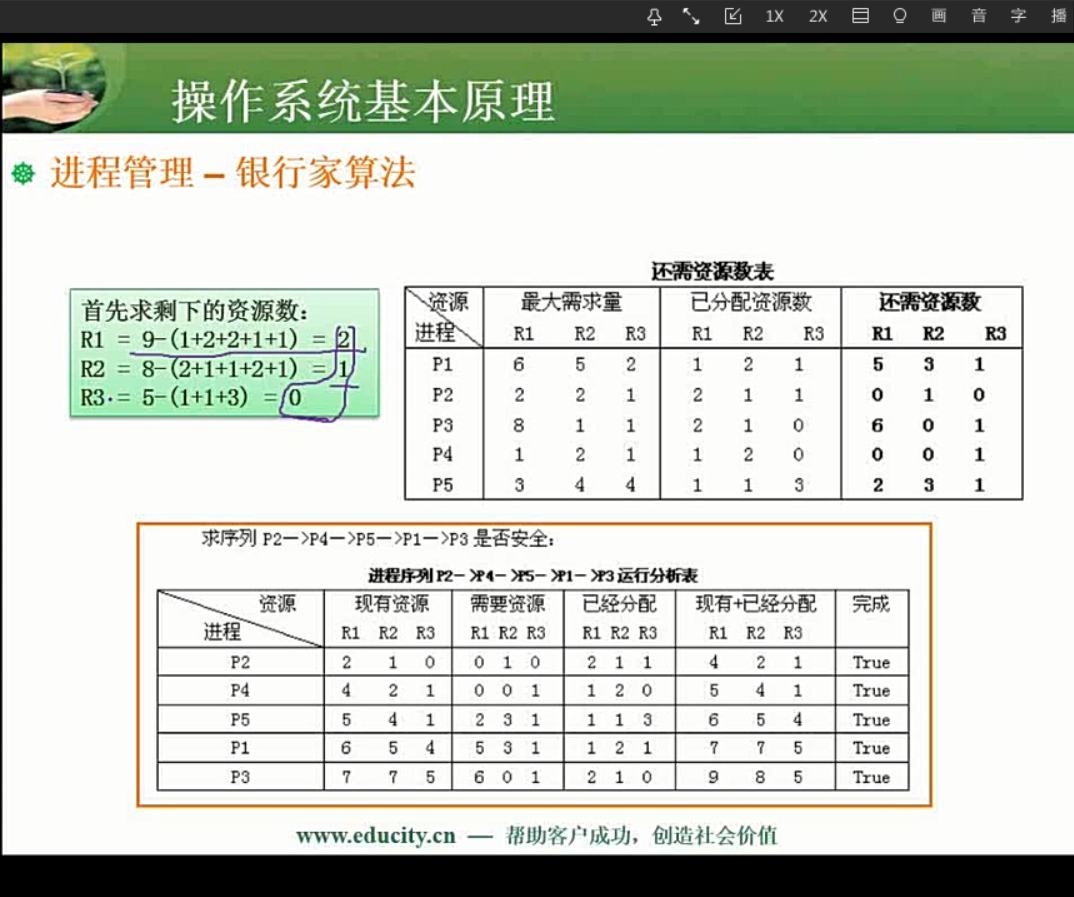 1X 2X 画 音 字 播
操作系统基本原理
进程管理 – 银行家算法
首先求剩下的资源数：
R1 = 9-(1+2+2+1+1) = 2
R2 = 8-(2+1+1+2+1) = 1
R3 = 5-(1+1+3) = 0
还需资源数表
资源 最大需求量 已分配资源数 还需资源数
进程 R1 R2 R3 R1 R2 R3 R1 R2 R3
P1 6 5 2 1 2 1 5 3 1
P2 2 2 1 2 1 1 0 1 0
P3 8 1 1 2 1 0 6 0 1
P4 1 2 1 1 2 0 0 0 1
P5 3 4 4 1 1 3 2 3 1
求序列 P2—>P4—>P5—>P1—>P3 是否安全：
进程序列 P2—>P4—>P5—>P1—>P3 运行分析表
资源 现有资源 需要资源 已经分配 现有+已经分配 完成
进程 R1 R2 R3 R1 R2 R3 R1 R2 R3 R1 R2 R3
P2 2 1 0 0 1 0 2 1 1 4 2 1 True
P4 4 2 1 0 0 1 1 2 0 5 4 1 True
P5 5 4 1 2 3 1 1 1 3 6 5 4 True
P1 6 5 4 5 3 1 1 2 1 7 7 5 True
P3 7 7 5 6 0 1 2 1 0 9 8 5 True
www.educity.cn — 帮助客户成功，创造社会价值